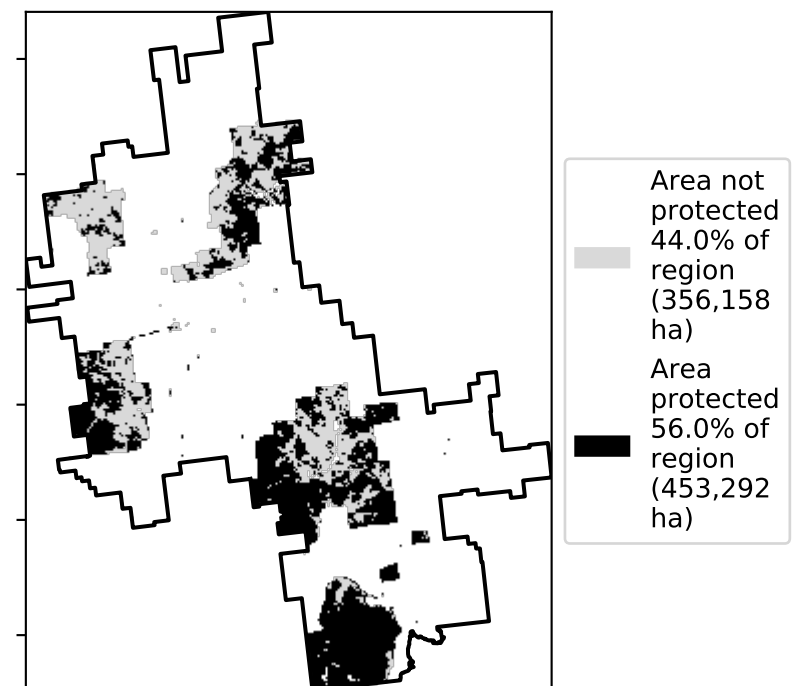 Area not
protected
44.0% of
region
(356,158
ha)
Area
protected
56.0% of
region
(453,292
ha)